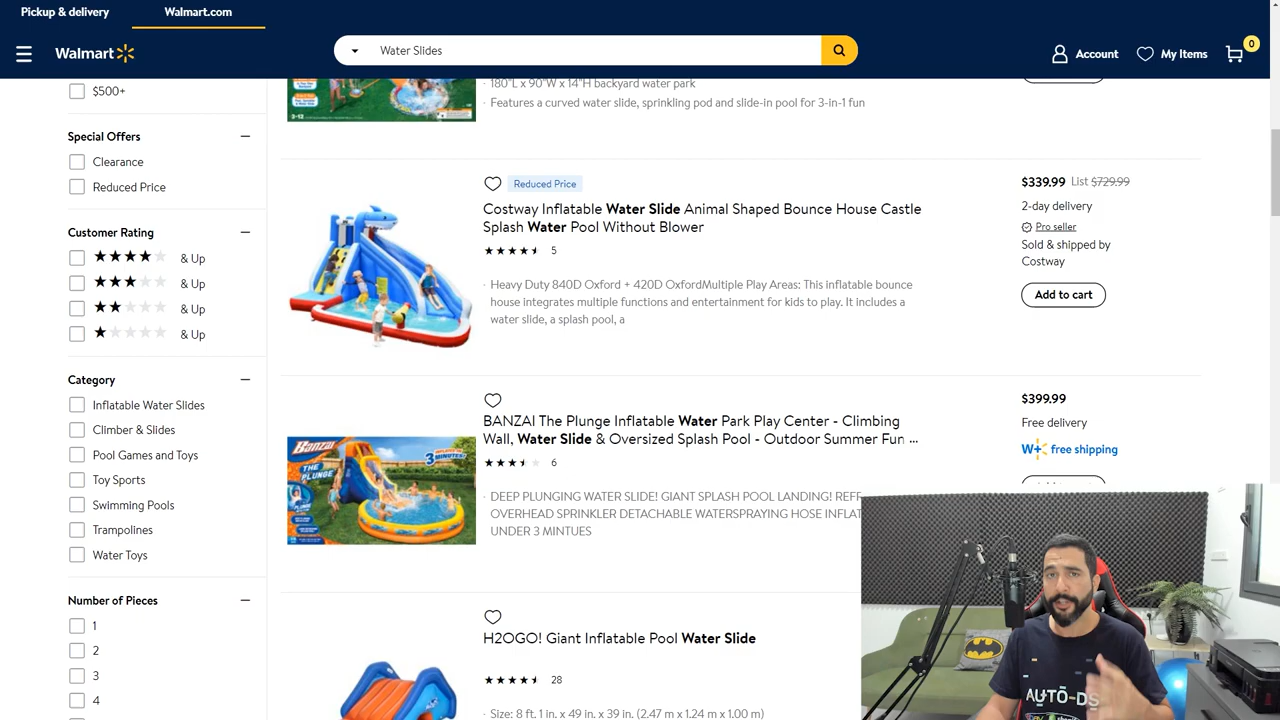 Pickup & delivery
Walmart.com
Walmart
Water Slides
Account
My Items
0
$500+
Special Offers
Clearance
Reduced Price
Customer Rating
& Up
& Up
& Up
& Up
Category
Inflatable Water Slides
Climber & Slides
Pool Games and Toys
Toy Sports
Swimming Pools
Trampolines
Water Toys
Number of Pieces
1
2
3
4
· 180"L x 90"W x 14"H backyard water park
· Features a curved water slide, sprinkling pod and slide-in pool for 3-in-1 fun
3-12
Reduced Price
Costway Inflatable Water Slide Animal Shaped Bounce House Castle
Splash Water Pool Without Blower
5
· Heavy Duty 840D Oxford + 420D OxfordMultiple Play Areas: This inflatable bounce
house integrates multiple functions and entertainment for kids to play. It includes a
water slide, a splash pool, a
$339.99 List $729.99
2-day delivery
Pro seller
Sold & shipped by
Costway
Add to cart
BANZAI The Plunge Inflatable Water Park Play Center - Climbing
Wall, Water Slide & Oversized Splash Pool - Outdoor Summer Fun ...
6
· DEEP PLUNGING WATER SLIDE! GIANT SPLASH POOL LANDING!
OVERHEAD SPRINKLER DETACHABLE WATERSPRAYING HOSE
UNDER 3 MINTUES
Banzai
THE
PLUNGE
3 MINUTES!
$399.99
Free delivery
W+ free shipping
H2OGO! Giant Inflatable Pool Water Slide
28
· Size: 8 ft. 1 in. x 49 in. x 39 in. (2.47 m x 1.24 m x 1.00 m)
AUTO-DS